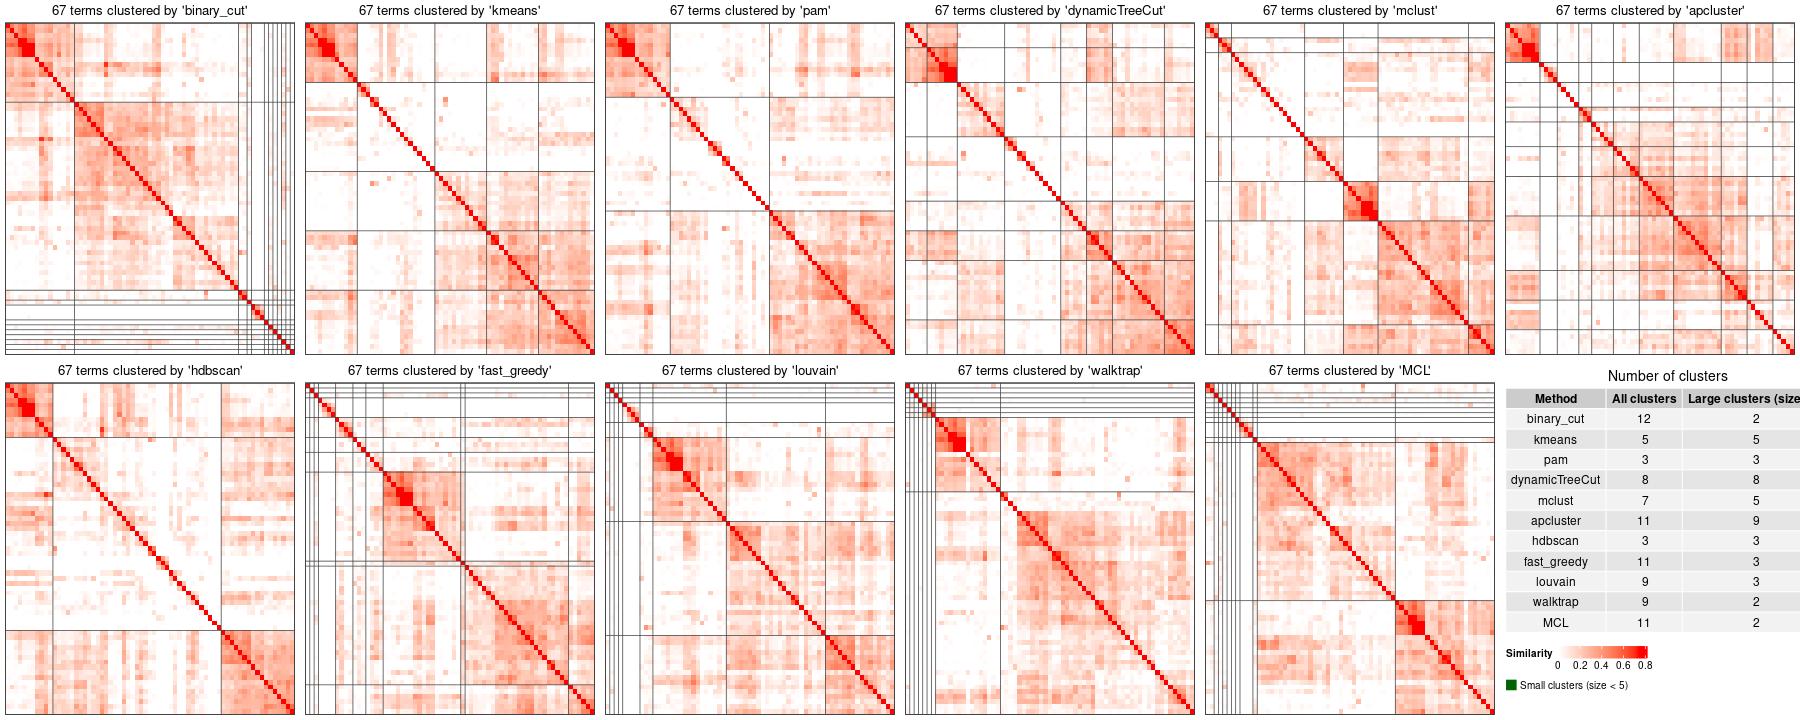 67 terms clustered by 'binary_cut'
67 terms clustered by 'kmeans'
67 terms clustered by 'pam'
67 terms clustered by 'dynamicTreeCut'
67 terms clustered by 'mclust'
67 terms clustered by 'apcluster'
67 terms clustered by 'hdbscan'
67 terms clustered by 'fast_greedy'
67 terms clustered by 'louvain'
67 terms clustered by 'walktrap'
67 terms clustered by 'MCL'
Number of clusters
Method All clusters Large clusters (size
binary_cut 12 2
kmeans 5 5
pam 3 3
dynamicTreeCut 8 8
mclust 7 5
apcluster 11 9
hdbscan 3 3
fast_greedy 11 3
louvain 9 3
walktrap 9 2
MCL 11 2
Similarity
0 0.2 0.4 0.6 0.8
Small clusters (size < 5)